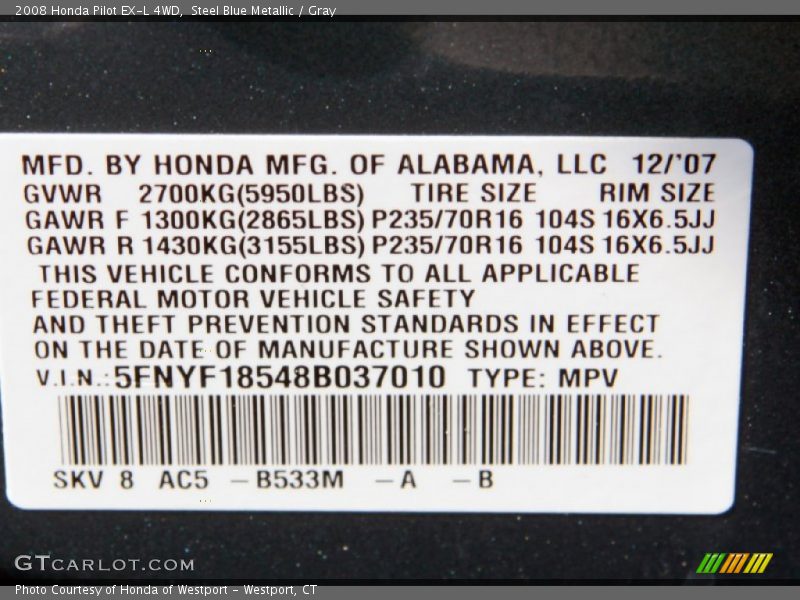 2008 Honda Pilot EX-L 4WD,  Steel Blue Metallic / Gray
MFD. BY HONDA MFG. OF ALABAMA, LLC 12/'07
GVWR 2700KG(5950LBS) TIRE SIZE RIM SIZE
GAWR F 1300KG(2865LBS) P235/70R16 104S 16X6.5JJ
GAWR R 1430KG(3155LBS) P235/70R16 104S 16X6.5JJ
THIS VEHICLE CONFORMS TO ALL APPLICABLE
FEDERAL MOTOR VEHICLE SAFETY
AND THEFT PREVENTION STANDARDS IN EFFECT
ON THE DATE OF MANUFACTURE SHOWN ABOVE.
V.I.N.:5FNYF18548B037010 TYPE: MPV
SKV 8 AC5 - B533M - A - B
GTCARLOT.COM
Photo Courtesy of Honda of Westport - Westport, CT